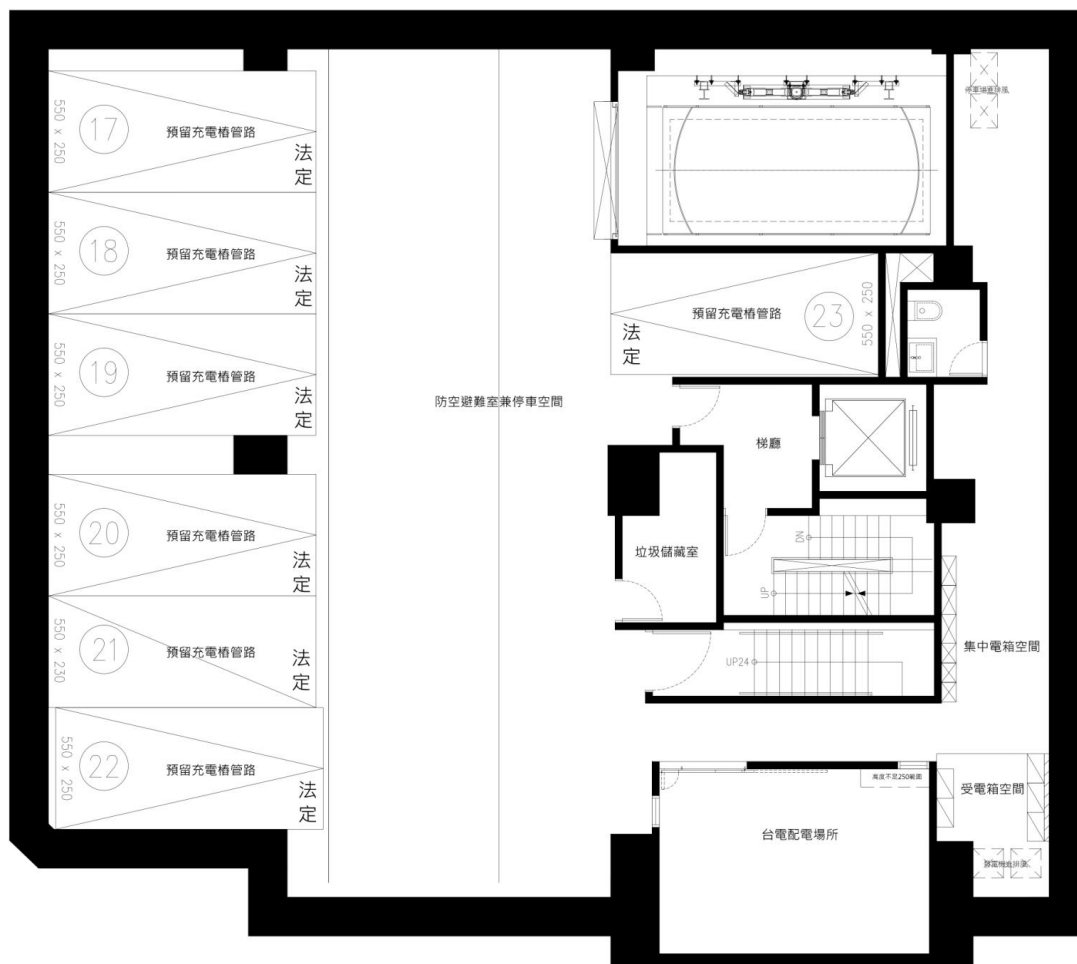 17
550 x 250
預留充電樁管路
法定
18
550 x 250
預留充電樁管路
法定
19
550 x 250
預留充電樁管路
法定
20
550 x 250
預留充電樁管路
法定
21
550 x 230
預留充電樁管路
法定
22
550 x 250
預留充電樁管路
法定
防空避難室兼停車空間
停車場進排風
預留充電樁管路
23
550 x 250
法定
梯廳
垃圾儲藏室
DN
UP
UP24
集中電箱空間
高度不足250範圍
受電箱空間
台電配電場所